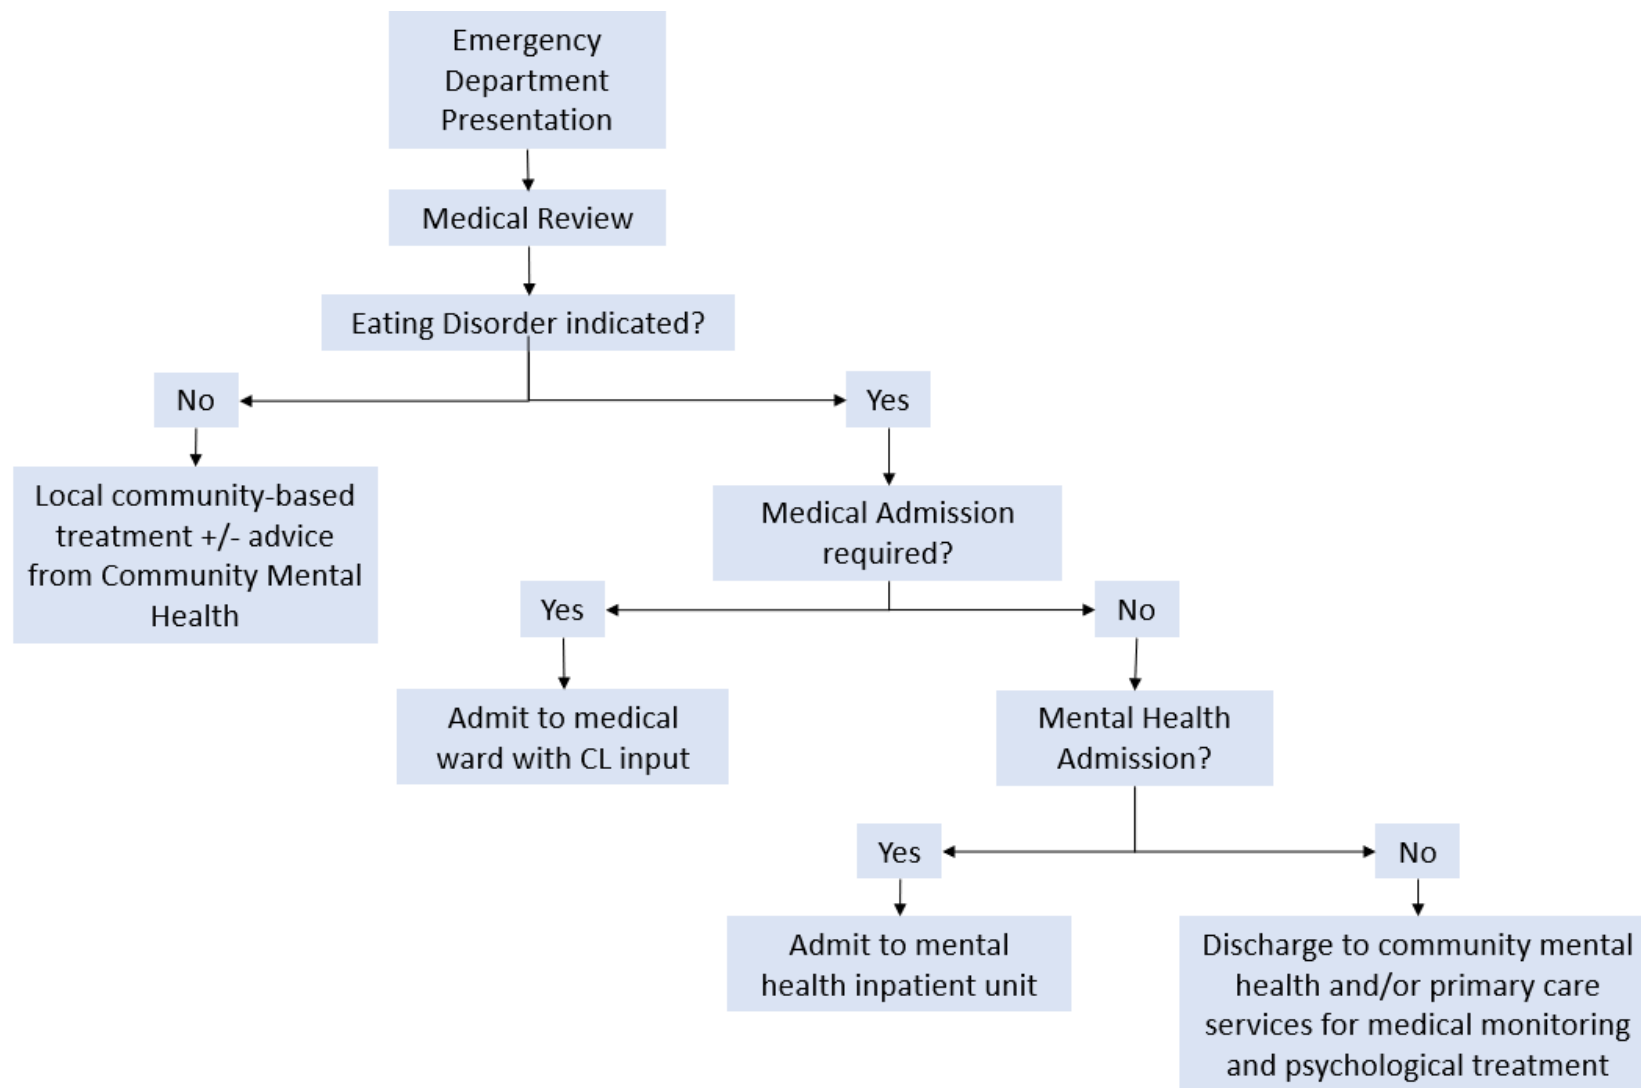 Emergency
Department
Presentation
Medical Review
Eating Disorder indicated?
No
Yes
Local community-based
treatment +/- advice
from Community Mental
Health
Medical Admission
required?
Yes
No
Admit to medical
ward with CL input
Mental Health
Admission?
Yes
No
Admit to mental
health inpatient unit
Discharge to community mental
health and/or primary care
services for medical monitoring
and psychological treatment